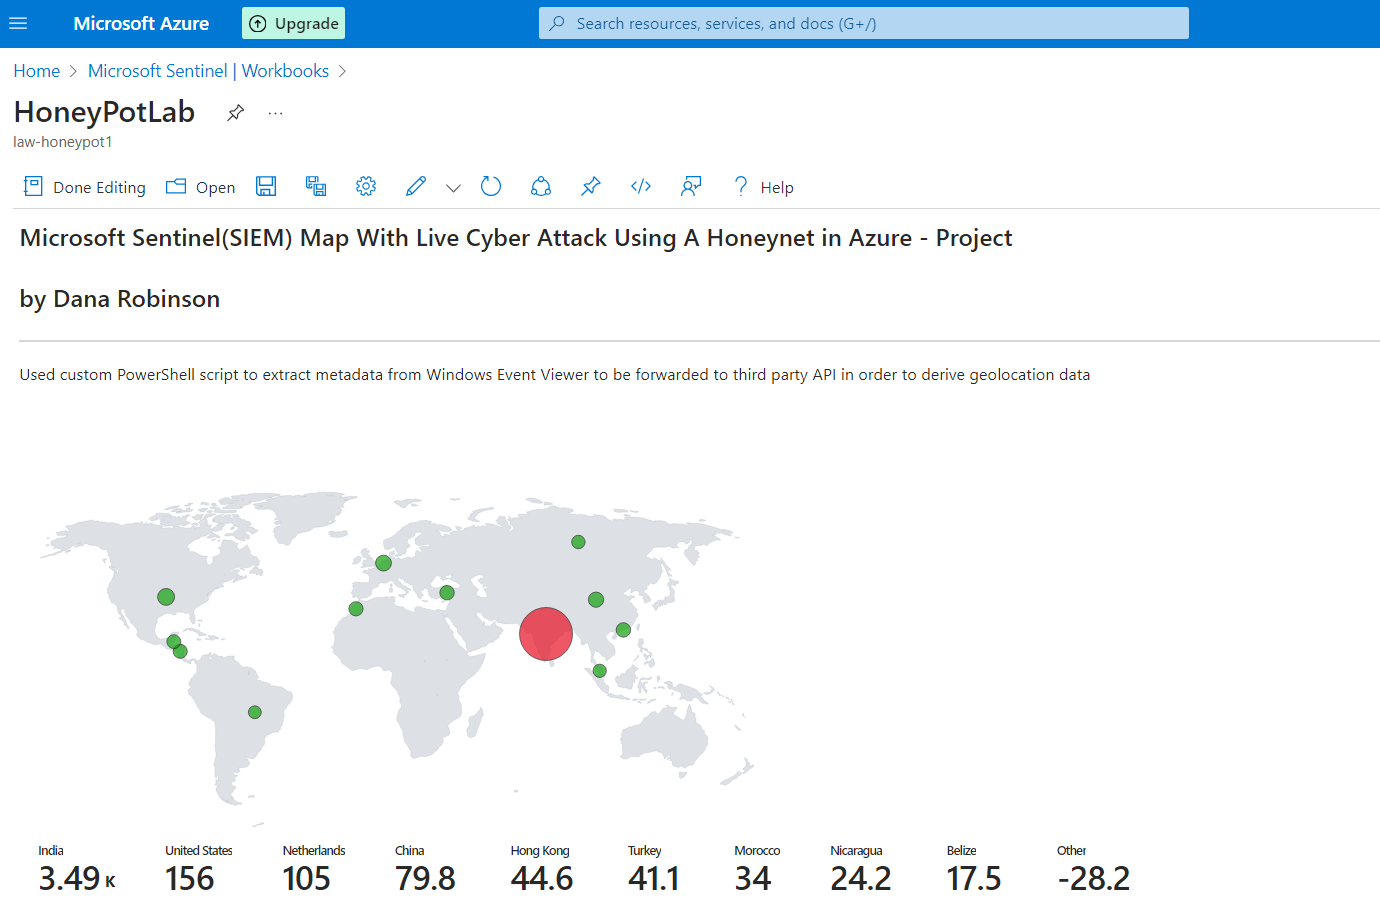 Microsoft Azure
Upgrade
Search resources, services, and docs (G+/)
Home > Microsoft Sentinel | Workbooks >
HoneyPotLab
law-honeypot1
Done Editing
Open
Help
Microsoft Sentinel(SIEM) Map With Live Cyber Attack Using A Honeynet in Azure - Project
by Dana Robinson
Used custom PowerShell script to extract metadata from Windows Event Viewer to be forwarded to third party API in order to derive geolocation data
India United States Netherlands China Hong Kong Turkey Morocco Nicaragua Belize Other
3.49 K 156 105 79.8 44.6 41.1 34 24.2 17.5 -28.2